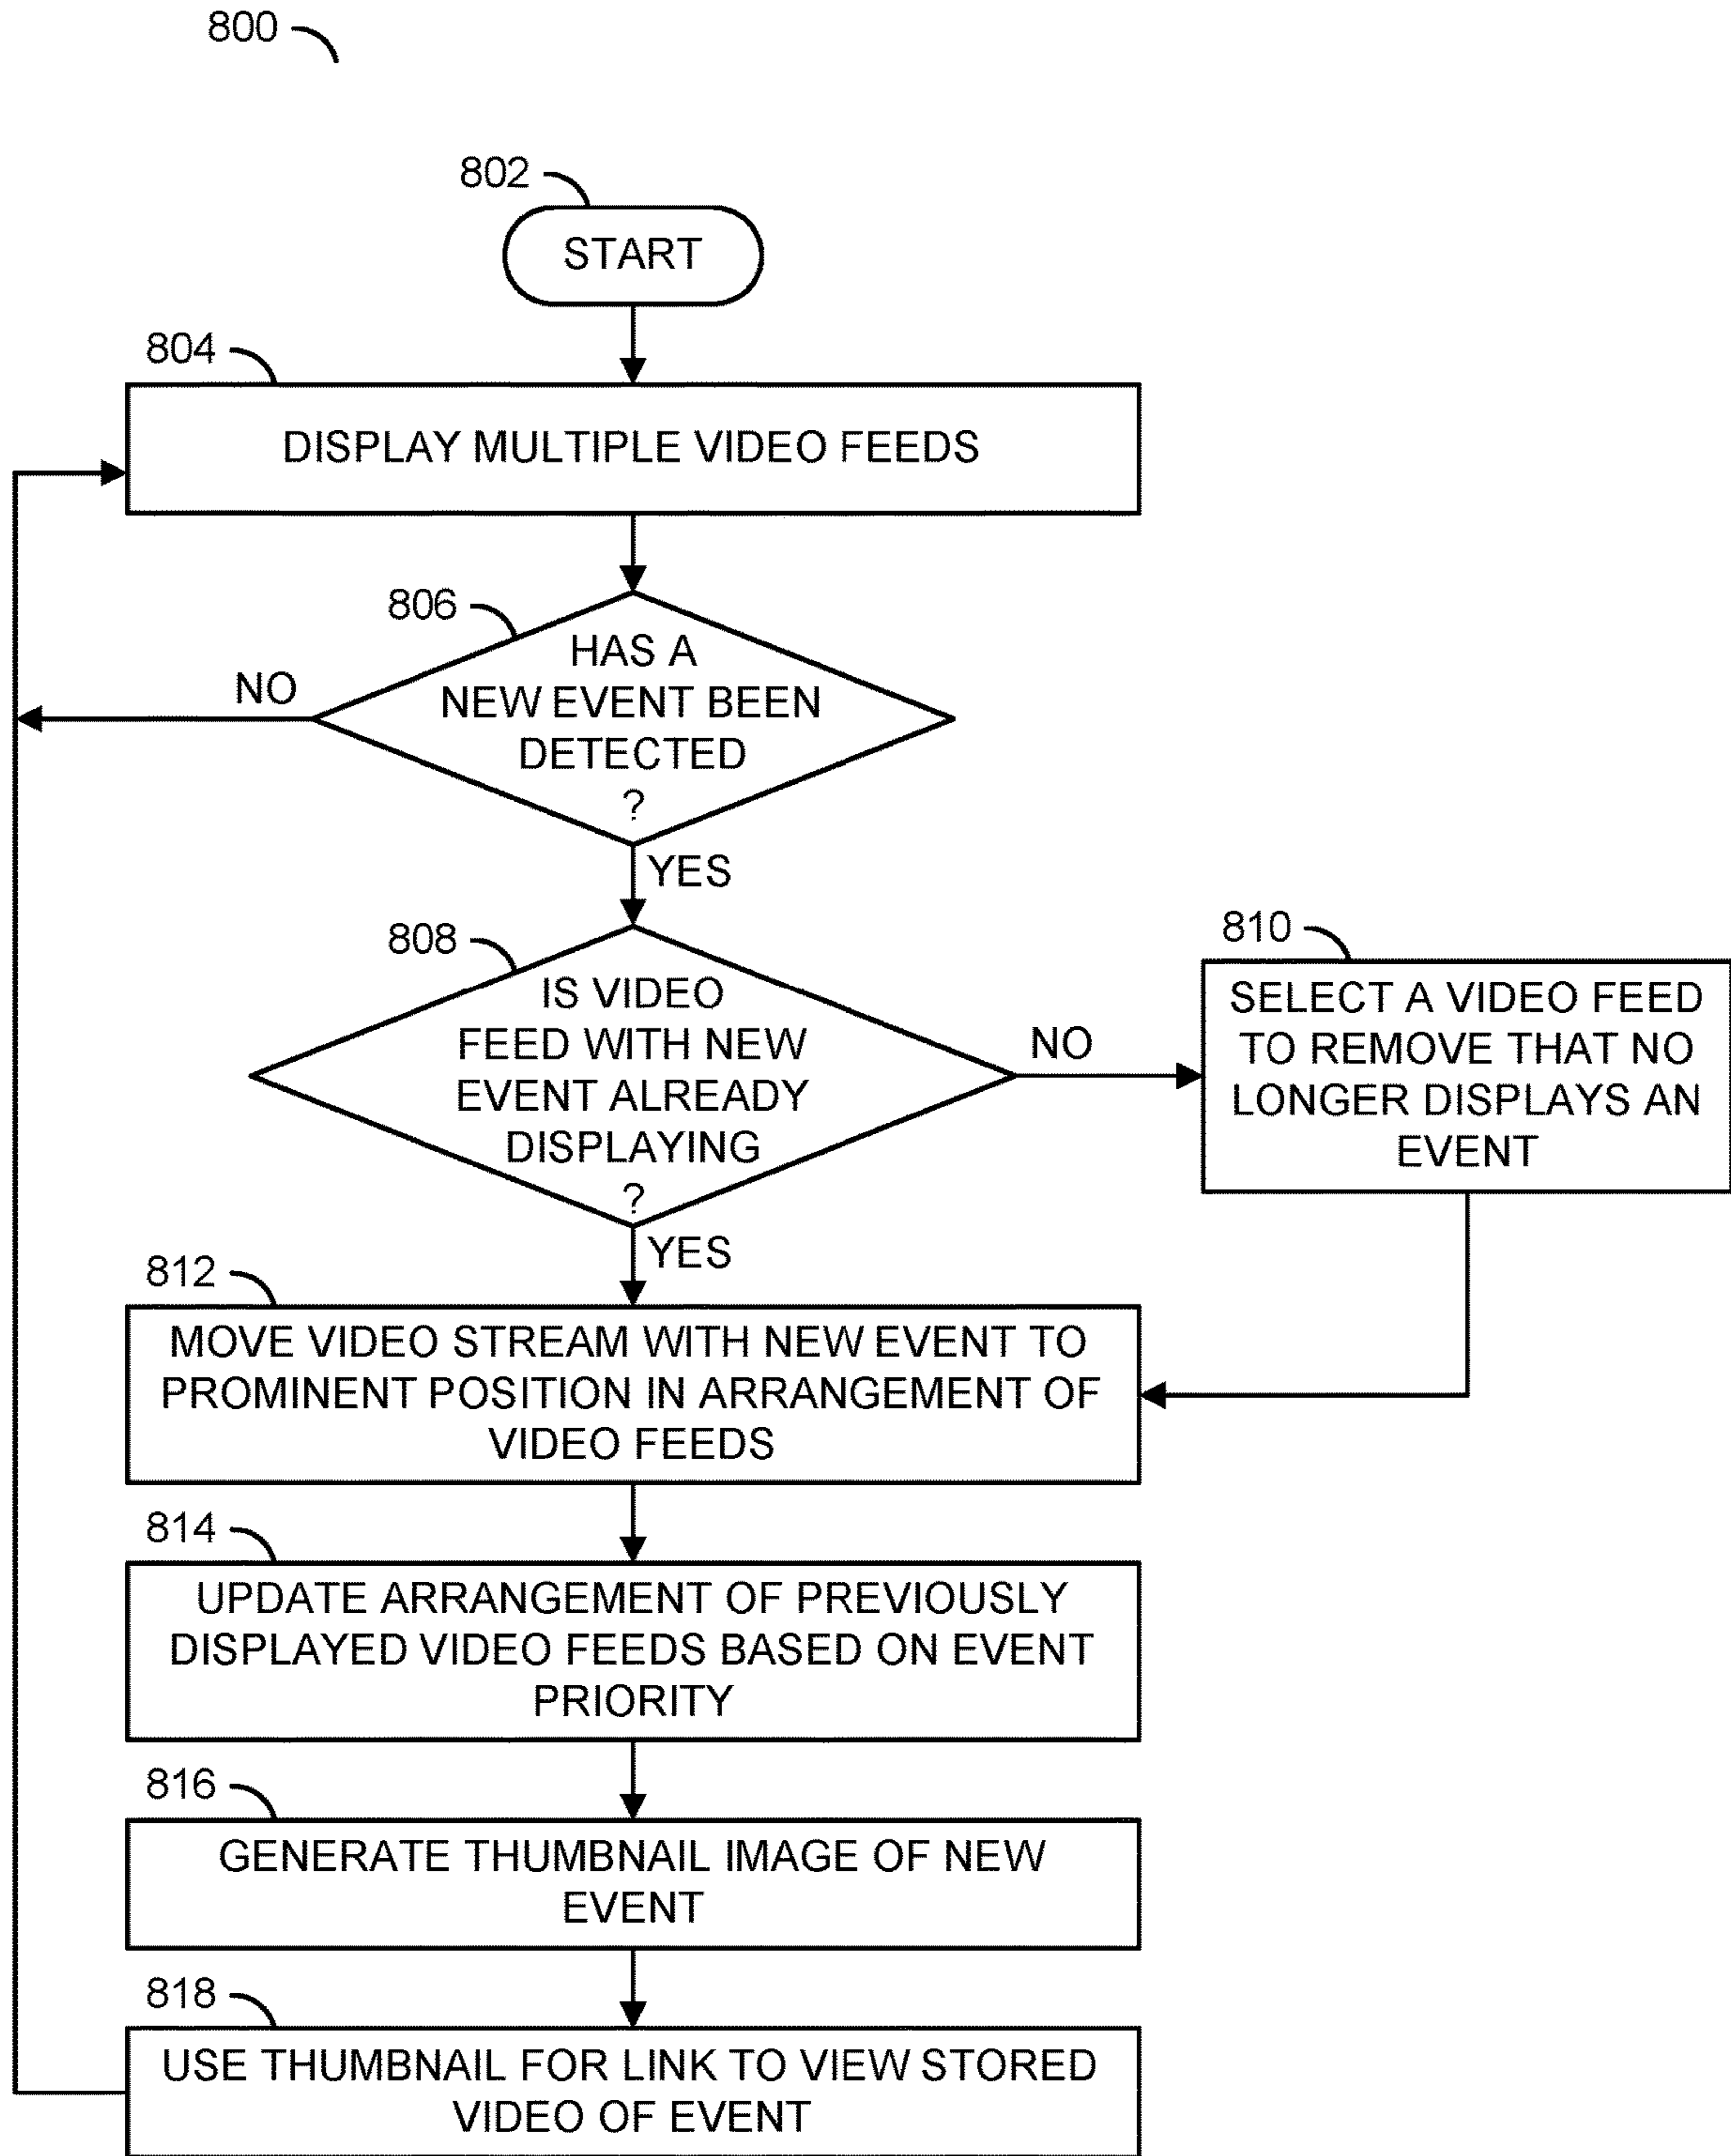 800
802
START
804
DISPLAY MULTIPLE VIDEO FEEDS
806
HAS A
NEW EVENT BEEN
DETECTED
?
NO
YES
808
IS VIDEO
FEED WITH NEW
EVENT ALREADY
DISPLAYING
?
NO
YES
810
SELECT A VIDEO FEED
TO REMOVE THAT NO
LONGER DISPLAYS AN
EVENT
812
MOVE VIDEO STREAM WITH NEW EVENT TO
PROMINENT POSITION IN ARRANGEMENT OF
VIDEO FEEDS
814
UPDATE ARRANGEMENT OF PREVIOUSLY
DISPLAYED VIDEO FEEDS BASED ON EVENT
PRIORITY
816
GENERATE THUMBNAIL IMAGE OF NEW
EVENT
818
USE THUMBNAIL FOR LINK TO VIEW STORED
VIDEO OF EVENT